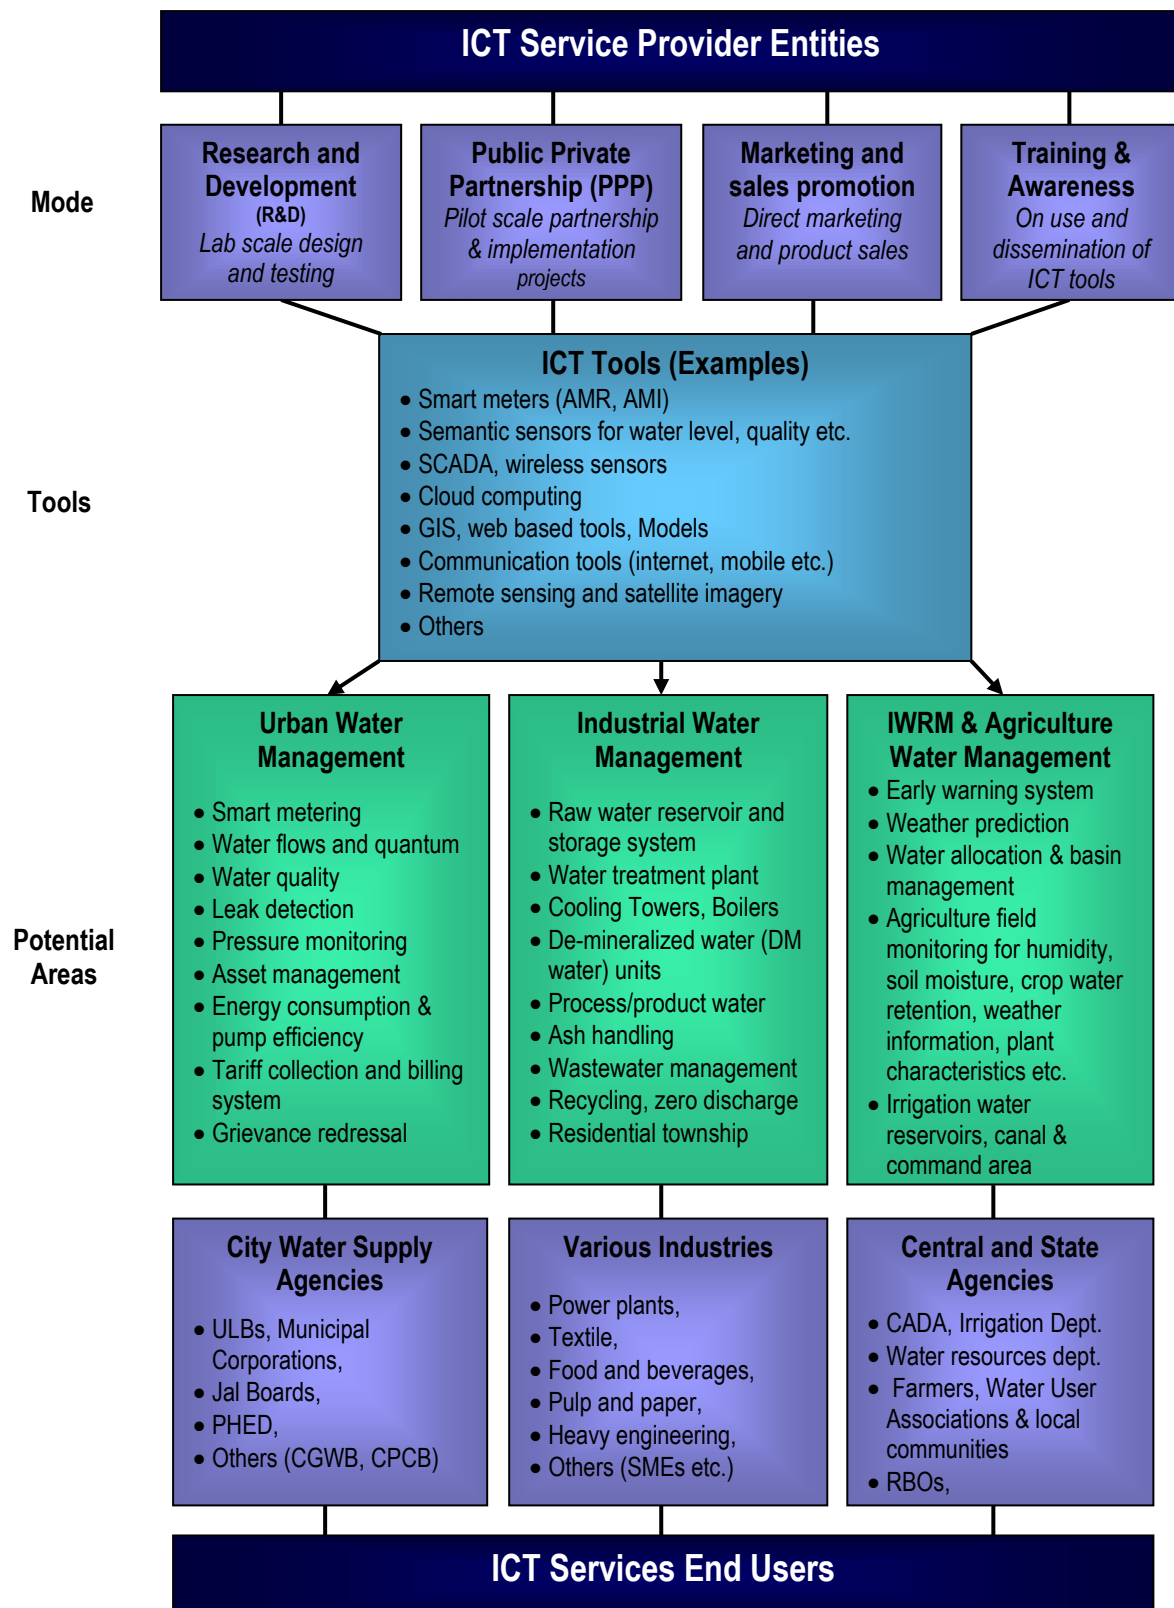 ICT Service Provider Entities
Mode
Research and
Development
(R&D)
Lab scale design
and testing
Public Private
Partnership (PPP)
Pilot scale partnership
& implementation
projects
Marketing and
sales promotion
Direct marketing
and product sales
Training &
Awareness
On use and
dissemination of
ICT tools
Tools
ICT Tools (Examples)
• Smart meters (AMR, AMI)
• Semantic sensors for water level, quality etc.
• SCADA, wireless sensors
• Cloud computing
• GIS, web based tools, Models
• Communication tools (internet, mobile etc.)
• Remote sensing and satellite imagery
• Others
Potential
Areas
Urban Water
Management
• Smart metering
• Water flows and quantum
• Water quality
• Leak detection
• Pressure monitoring
• Asset management
• Energy consumption &
pump efficiency
• Tariff collection and billing
system
• Grievance redressal
Industrial Water
Management
• Raw water reservoir and
storage system
• Water treatment plant
• Cooling Towers, Boilers
• De-mineralized water (DM
water) units
• Process/product water
• Ash handling
• Wastewater management
• Recycling, zero discharge
• Residential township
IWRM & Agriculture
Water Management
• Early warning system
• Weather prediction
• Water allocation & basin
management
• Agriculture field
monitoring for humidity,
soil moisture, crop water
retention, weather
information, plant
characteristics etc.
• Irrigation water
reservoirs, canal &
command area
City Water Supply
Agencies
• ULBs, Municipal
Corporations,
• Jal Boards,
• PHED,
• Others (CGWB, CPCB)
Various Industries
• Power plants,
• Textile,
• Food and beverages,
• Pulp and paper,
• Heavy engineering,
• Others (SMEs etc.)
Central and State
Agencies
• CADA, Irrigation Dept.
• Water resources dept.
• Farmers, Water User
Associations & local
communities
• RBOs,
ICT Services End Users